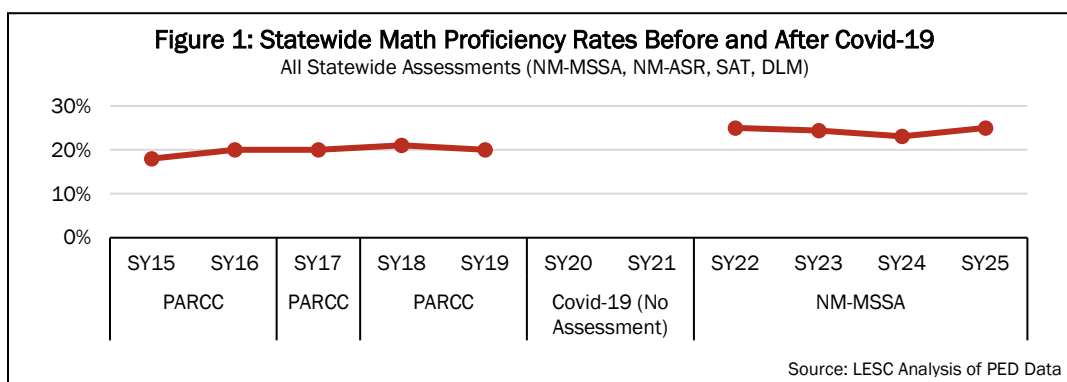 Figure 1: Statewide Math Proficiency Rates Before and After Covid-19
All Statewide Assessments (NM-MSSA, NM-ASR, SAT, DLM)
30%
20%
10%
0%
SY15 SY16 SY17 SY18 SY19 SY20 SY21 SY22 SY23 SY24 SY25
PARCC PARCC PARCC Covid-19 (No NM-MSSA
Assessment)
Source: LESC Analysis of PED Data